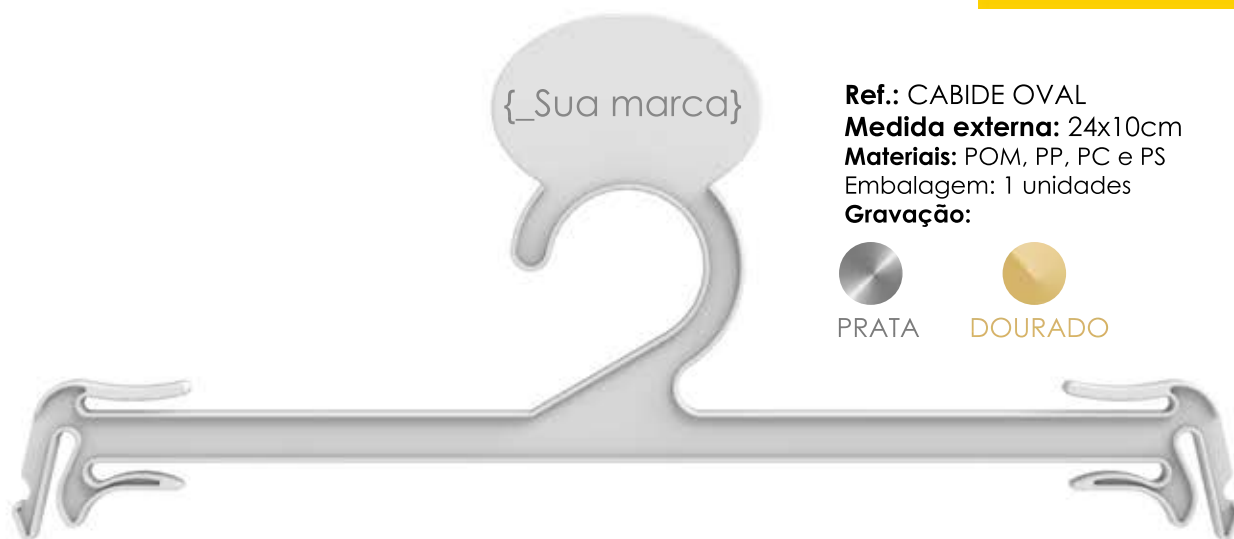 {_Sua marca}
Ref.: CABIDE OVAL
Medida externa: 24x10cm
Materiais: POM, PP, PC e PS
Embalagem: 1 unidades
Gravação:
PRATA
DOURADO